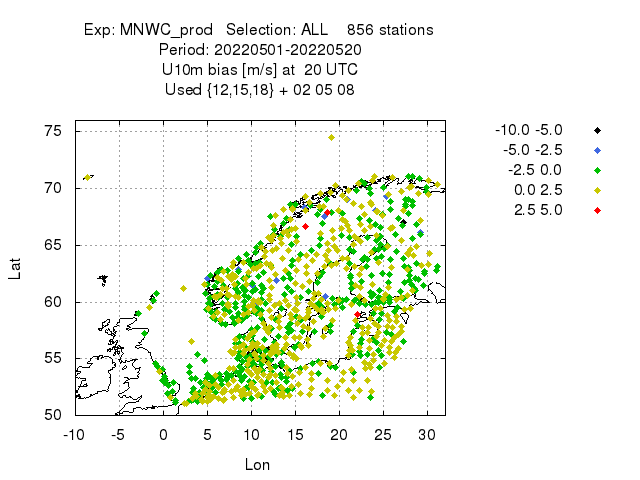 Exp: MNWC_prod   Selection: ALL    856 stations
Period: 20220501-20220520
U10m bias [m/s] at  20 UTC
Used {12,15,18} + 02 05 08
75
70
65
60
55
50
Lat
-10 -5 0 5 10 15 20 25 30
Lon
-10.0 -5.0
-5.0 -2.5
-2.5 0.0
0.0 2.5
2.5 5.0